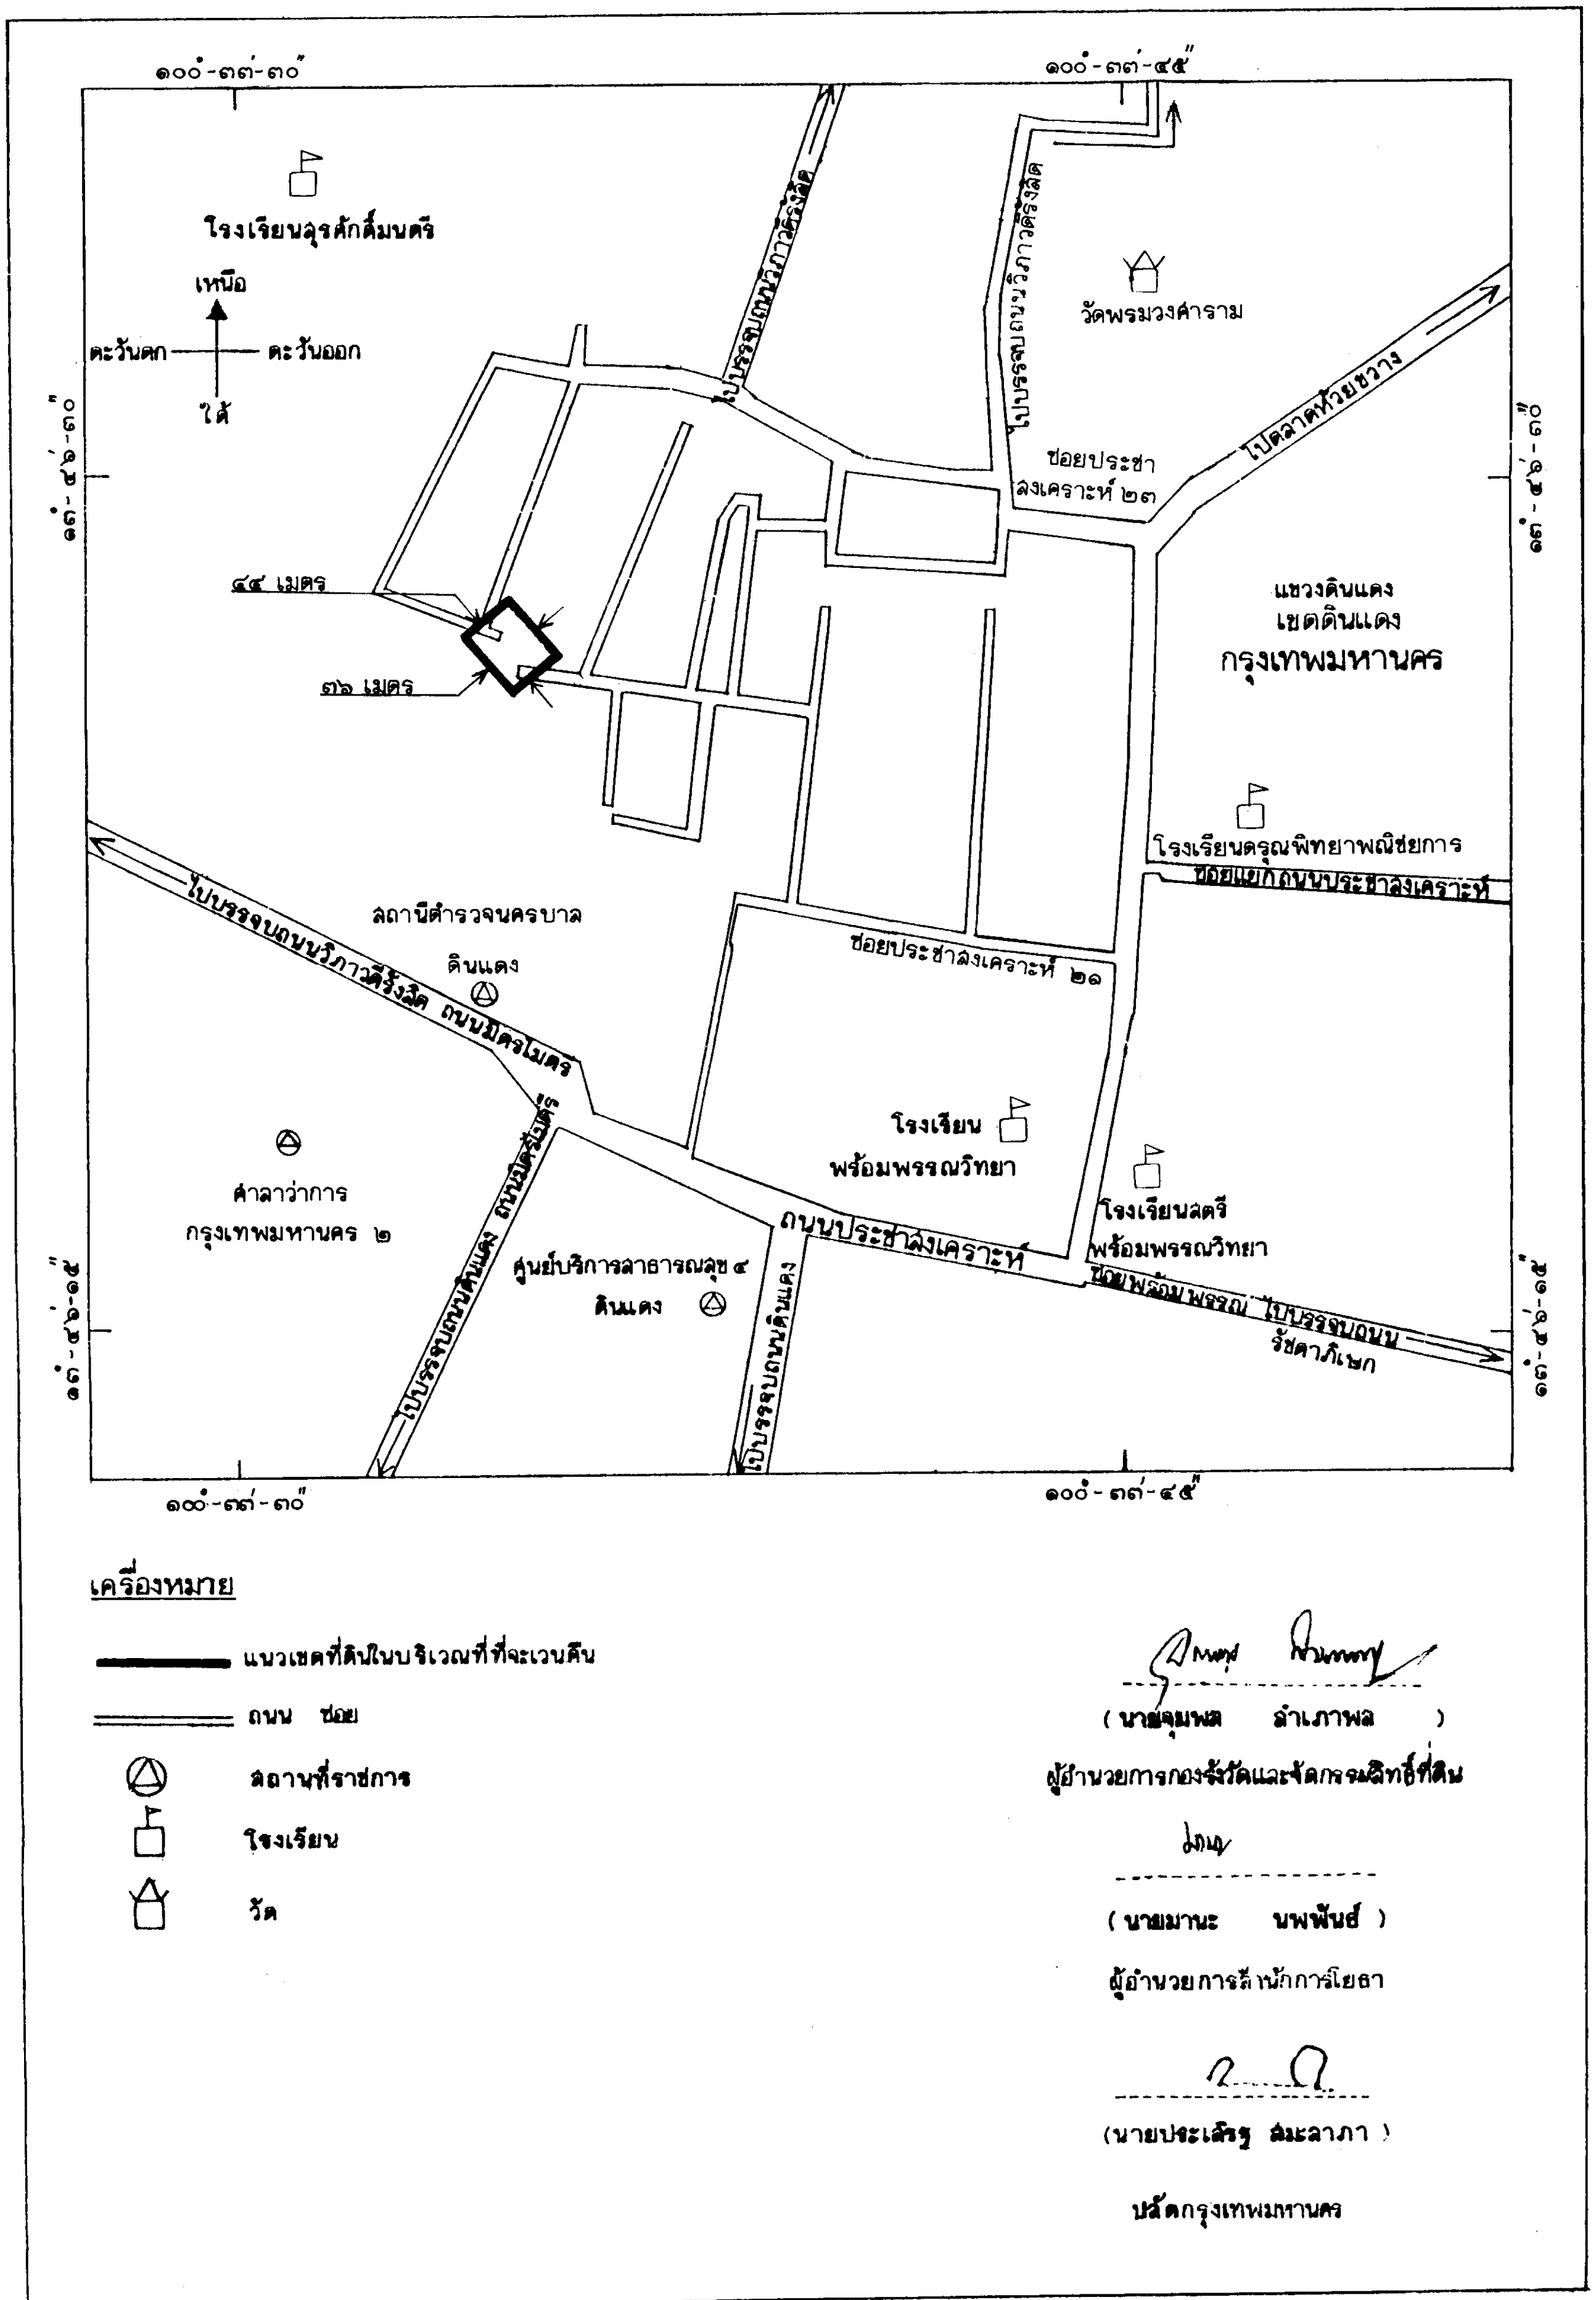 ๑๐๐°-๓๓'-๓๐"
๑๐๐°-๓๓'-๔๕"
โรงเรียนสุรศักดิ์มนตรี
เหนือ
ตะวันตก
ตะวันออก
ใต้
ไปบรรจบถนนวิภาวดีรังสิต
ไปบรรจบถนนวิภาวดีรังสิต
วัดพรมวงศาราม
ไปตลาดห้วยขวาง
๑๓°-๔๖'-๓๐"
๑๓°-๔๖'-๓๐"
ซอยประชา
สงเคราะห์ ๒๓
๔๔ เมตร
๓๖ เมตร
แขวงดินแดง
เขตดินแดง
กรุงเทพมหานคร
โรงเรียนดรุณพิทยาพณิชยการ
ซอยแยกถนนประชาสงเคราะห์
ไปบรรจบถนนวิภาวดีรังสิต ถนนมิตรไมตรี
สถานีตำรวจนครบาล
ดินแดง
ซอยประชาสงเคราะห์ ๒๑
โรงเรียน
พร้อมพรรณวิทยา
ศาลาว่าการ
กรุงเทพมหานคร ๒
ไปบรรจบถนนดินแดง ถนนมิตรไมตรี
ศูนย์บริการสาธารณสุข ๔
ดินแดง
ถนนประชาสงเคราะห์
ไปบรรจบถนนดินแดง
โรงเรียนสตรี
พร้อมพรรณวิทยา
ซอยพร้อมพรรณ ไปบรรจบถนน
รัชดาภิเษก
๑๓°-๔๖'-๑๕"
๑๓°-๔๖'-๑๕"
๑๐๐°-๓๓'-๓๐"
๑๐๐°-๓๓'-๔๕"
เครื่องหมาย
แนวเขตที่ดินในบริเวณที่ที่จะเวนคืน
ถนน ซอย
สถานที่ราชการ
โรงเรียน
วัด
(นายจุมพล สำเภาพล)
ผู้อำนวยการกองรังวัดและจัดกรรมสิทธิ์ที่ดิน
มานะ
(นายมานะ นพพันธ์)
ผู้อำนวยการสำนักการโยธา
(นายประเสริฐ สมะลาภา)
ปลัดกรุงเทพมหานคร